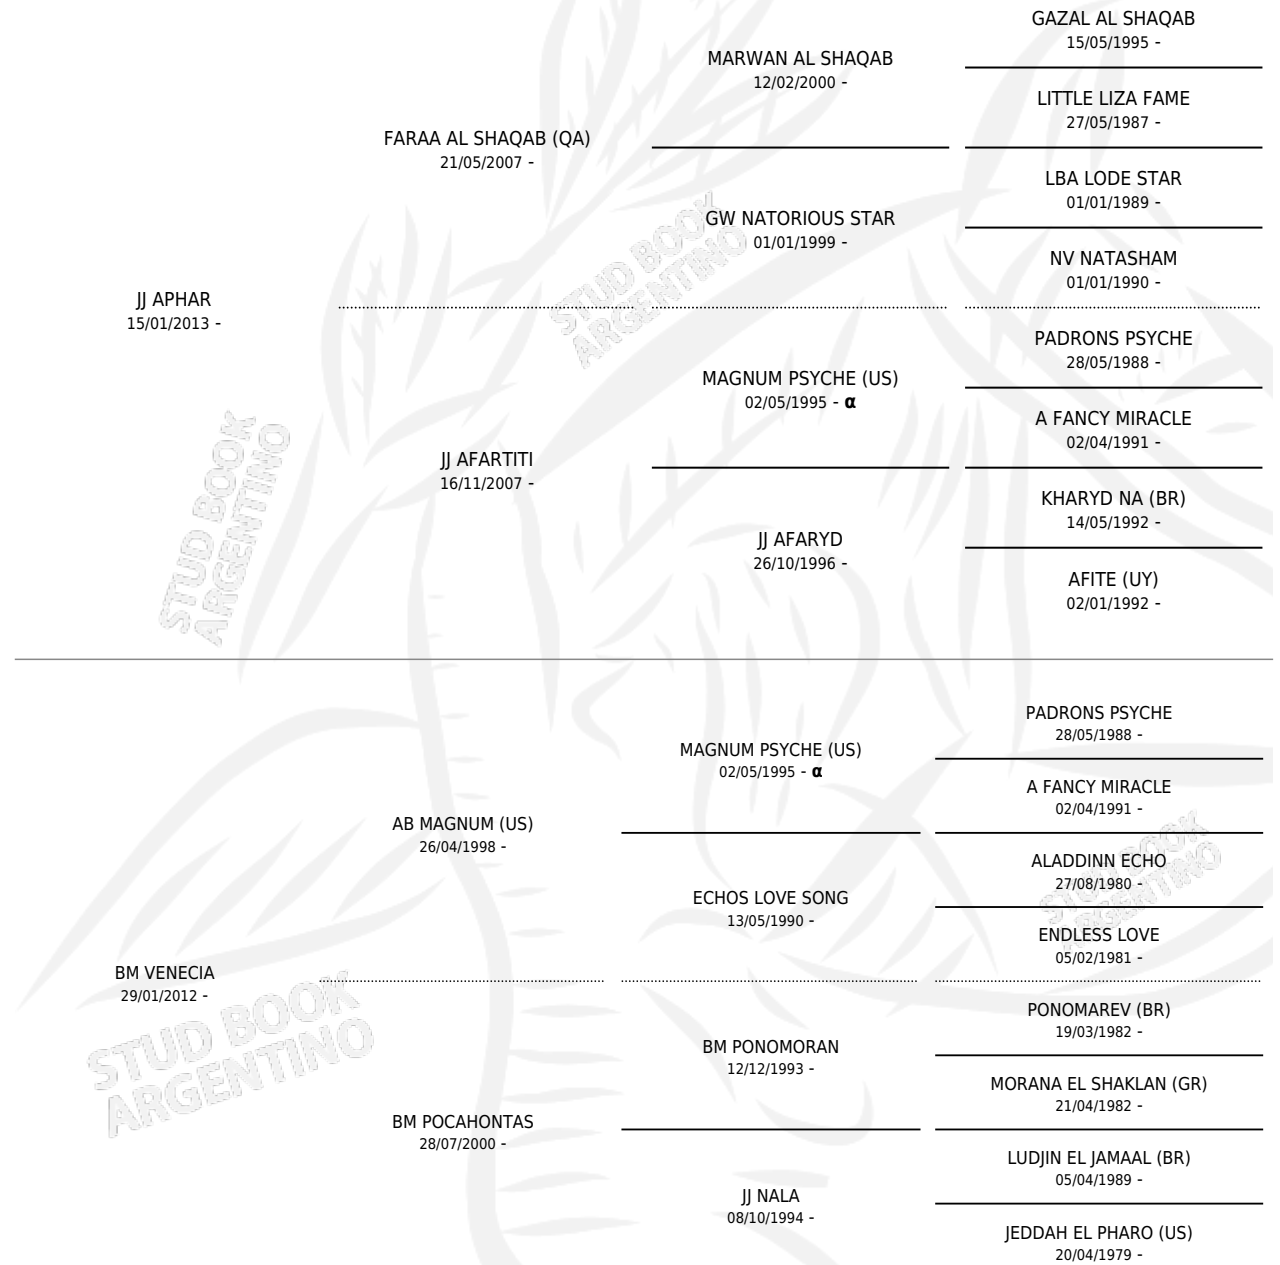 GAZAL AL SHAQAB
15/05/1995 -
MARWAN AL SHAQAB
12/02/2000 -
LITTLE LIZA FAME
27/05/1987 -
FARAA AL SHAQAB (QA)
21/05/2007 -
LBA LODE STAR
01/01/1989 -
GW NATORIOUS STAR
01/01/1999 -
NV NATASHAM
01/01/1990 -
JJ APHAR
15/01/2013 -
PADRONS PSYCHE
28/05/1988 -
MAGNUM PSYCHE (US)
02/05/1995 - α
A FANCY MIRACLE
02/04/1991 -
JJ AFARTITI
16/11/2007 -
KHARYD NA (BR)
14/05/1992 -
JJ AFARYD
26/10/1996 -
AFITE (UY)
02/01/1992 -
PADRONS PSYCHE
28/05/1988 -
MAGNUM PSYCHE (US)
02/05/1995 - α
A FANCY MIRACLE
02/04/1991 -
AB MAGNUM (US)
26/04/1998 -
ALADDINN ECHO
27/08/1980 -
ECHOS LOVE SONG
13/05/1990 -
ENDLESS LOVE
05/02/1981 -
BM VENECIA
29/01/2012 -
PONOMAREV (BR)
19/03/1982 -
BM PONOMORAN
12/12/1993 -
MORANA EL SHAKLAN (GR)
21/04/1982 -
BM POCAHONTAS
28/07/2000 -
LUDJIN EL JAMAAL (BR)
05/04/1989 -
JJ NALA
08/10/1994 -
JEDDAH EL PHARO (US)
20/04/1979 -
STUD BOOK
ARGENTINO
STUD BOOK
ARGENTINO
STUD BOOK
ARGENTINO
STUD BOOK
ARGENTINO